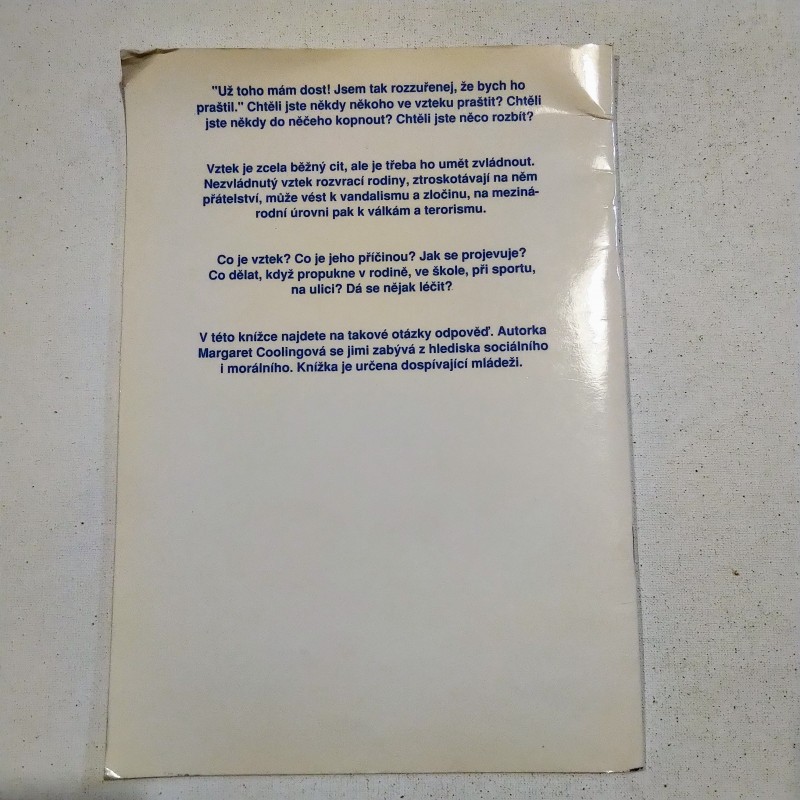 "Už toho mám dost! Jsem tak rozzuřenej, že bych ho
praštil." Chtěli jste někdy někoho ve vzteku praštit? Chtěli
jste někdy do něčeho kopnout? Chtěli jste něco rozbít?
Vztek je zcela běžný cit, ale je třeba ho umět zvládnout.
Nezvládnutý vztek rozvrací rodiny, ztroskotávají na něm
přátelství, může vést k vandalismu a zločinu, na meziná-
rodní úrovni pak k válkám a terorismu.
Co je vztek? Co je jeho příčinou? Jak se projevuje?
Co dělat, když propukne v rodině, ve škole, při sportu,
na ulici? Dá se nějak léčit?
V této knížce najdete na takové otázky odpověď. Autorka
Margaret Coolingová se jimi zabývá z hlediska sociálního
i morálního. Knížka je určena dospívající mládeži.